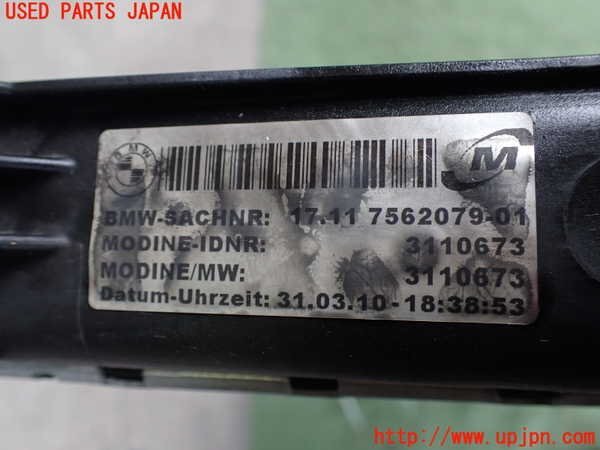 USED PARTS JAPAN
BMW
M
BMW-SACHNR: 17.11 7562079-01
MODINE-IDNR: 3110673
MODINE/MW: 3110673
Datum-Uhrzeit: 31.03.10-18:38:53
http://www.upjpn.com/